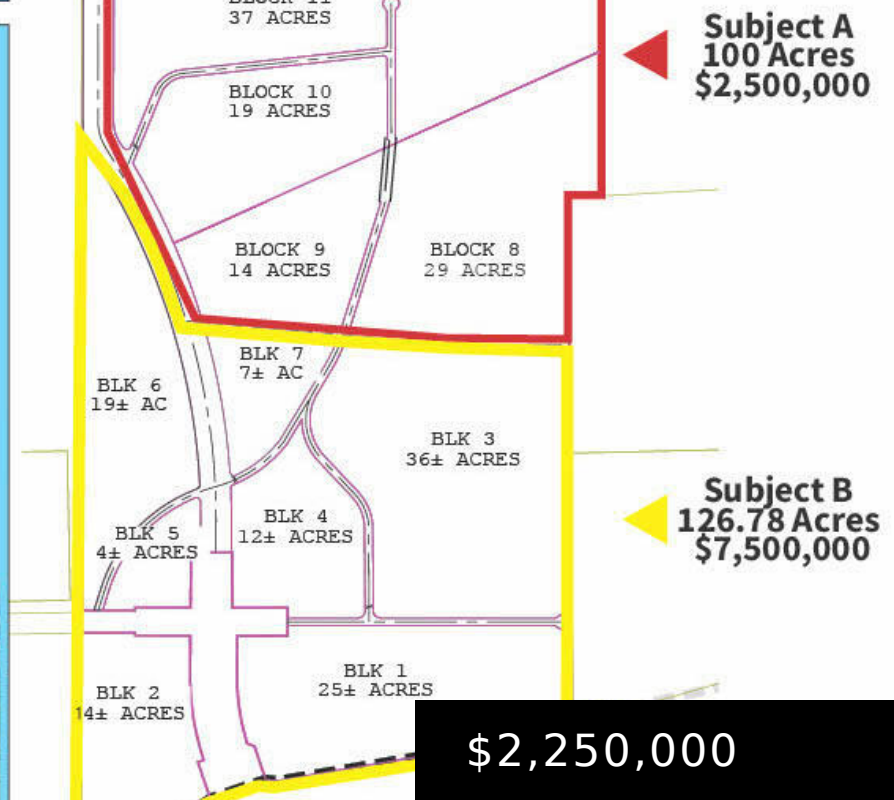 BLOCK 11
37 ACRES
Subject A
100 Acres
$2,500,000
BLOCK 10
19 ACRES
BLOCK 9
14 ACRES
BLOCK 8
29 ACRES
BLK 7
7± AC
BLK 6
19± AC
BLK 3
36± ACRES
Subject B
126.78 Acres
$7,500,000
BLK 4
12± ACRES
BLK 5
4± ACRES
BLK 1
25± ACRES
BLK 2
14± ACRES
$2,250,000